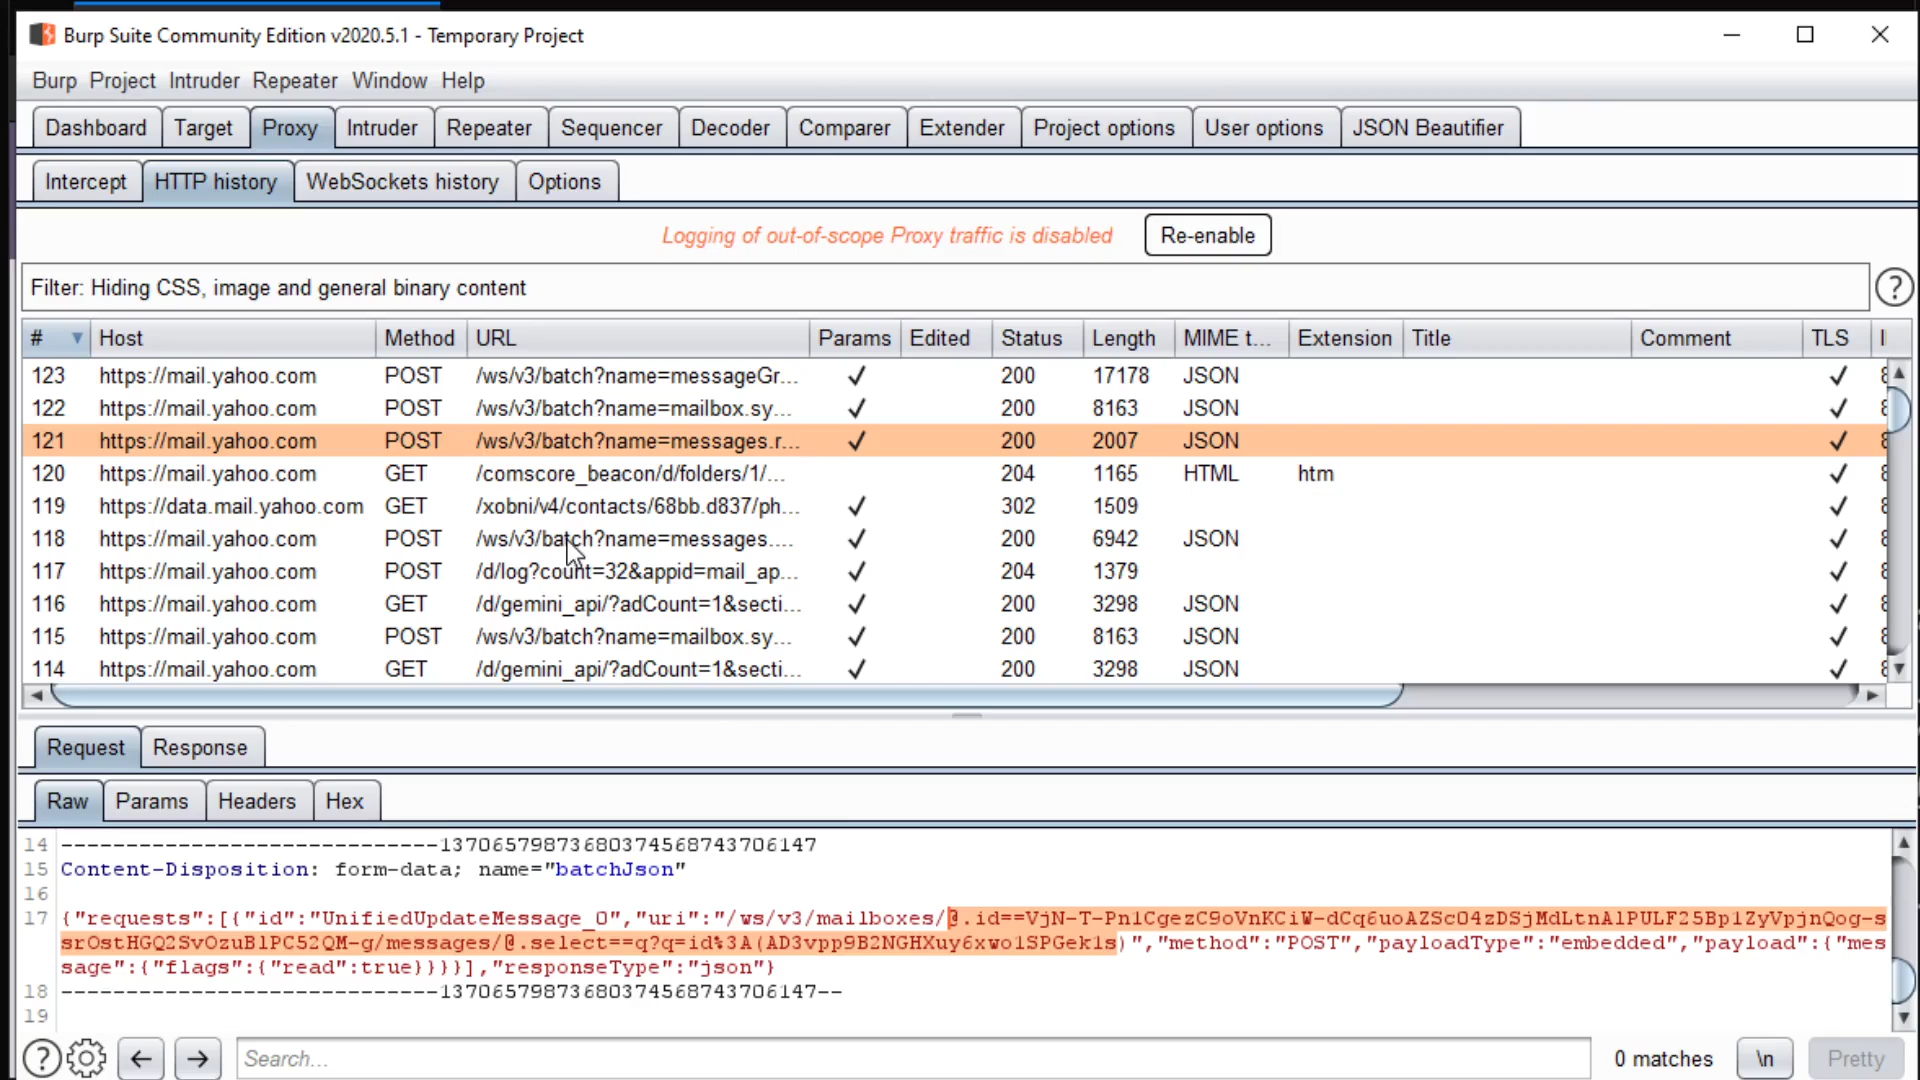 Burp Suite Community Edition v2020.5.1 - Temporary Project
Burp Project Intruder Repeater Window Help
Dashboard Target Proxy Intruder Repeater Sequencer Decoder Comparer Extender Project options User options JSON Beautifier
Intercept HTTP history WebSockets history Options
Logging of out-of-scope Proxy traffic is disabled Re-enable
Filter: Hiding CSS, image and general binary content ?
# Host Method URL Params Edited Status Length MIME t... Extension Title Comment TLS
123 https://mail.yahoo.com POST /ws/v3/batch?name=messageGr... ✓ 200 17178 JSON ✓
122 https://mail.yahoo.com POST /ws/v3/batch?name=mailbox.sy... ✓ 200 8163 JSON ✓
121 https://mail.yahoo.com POST /ws/v3/batch?name=messages.r... ✓ 200 2007 JSON ✓
120 https://mail.yahoo.com GET /comscore_beacon/d/folders/1/... 204 1165 HTML htm ✓
119 https://data.mail.yahoo.com GET /xobni/v4/contacts/68bb.d837/ph... ✓ 302 1509 ✓
118 https://mail.yahoo.com POST /ws/v3/batch?name=messages.... ✓ 200 6942 JSON ✓
117 https://mail.yahoo.com POST /d/log?count=32&appid=mail_ap... ✓ 204 1379 ✓
116 https://mail.yahoo.com GET /d/gemini_api/?adCount=1&secti... ✓ 200 3298 JSON ✓
115 https://mail.yahoo.com POST /ws/v3/batch?name=mailbox.sy... ✓ 200 8163 JSON ✓
114 https://mail.yahoo.com GET /d/gemini_api/?adCount=1&secti... ✓ 200 3298 JSON ✓
Request Response
Raw Params Headers Hex
14 -----------------------------13706579873680374568743706147
15 Content-Disposition: form-data; name="batchJson"
16
17 {"requests":[{"id":"UnifiedUpdateMessage_0","uri":"/ws/v3/mailboxes/@.id==VjN-T-Pn1CgezC9oVnKCiW-dCq6uoAZScO4zDSjMdLtnAlPULF25Bp1ZyVpjnQog-s
srOstHGQ2SvOzuBlPC52QM-g/messages/@.select==q?q=id%3A(AD3vpp9B2NGHXuy6xwo1SPGek1s)","method":"POST","payloadType":"embedded","payload":{"mes
sage":{"flags":{"read":true}}}}],"responseType":"json"}
18 -----------------------------13706579873680374568743706147--
19
? Search... 0 matches \n Pretty